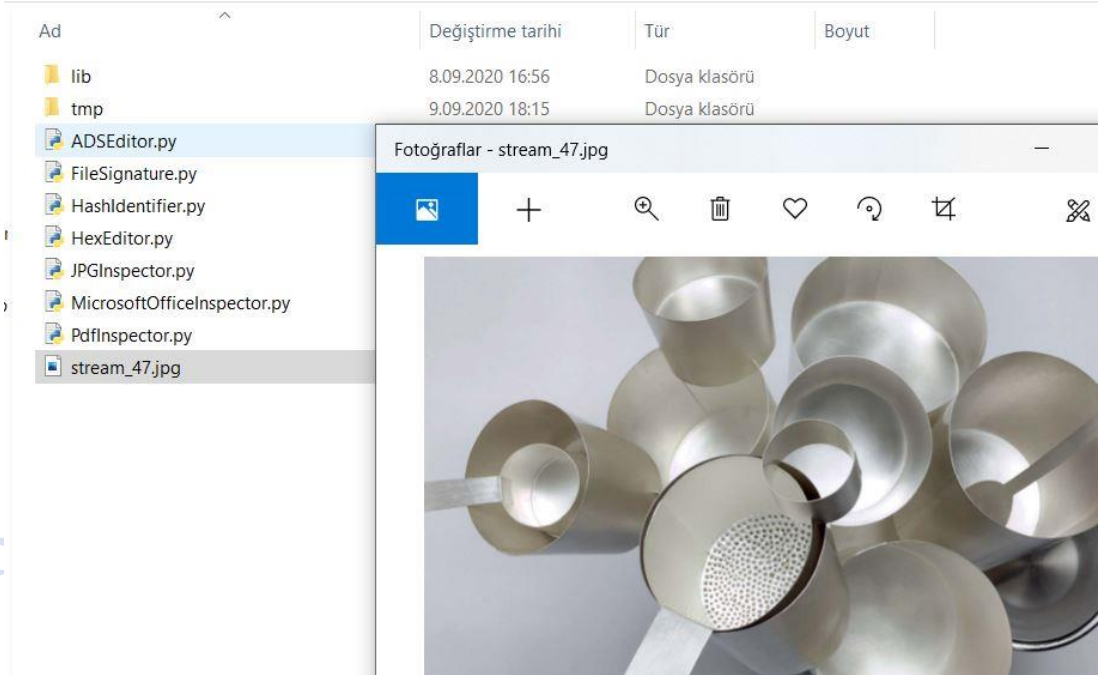 Ad Değiştirme tarihi Tür Boyut
lib 8.09.2020 16:56 Dosya klasörü
tmp 9.09.2020 18:15 Dosya klasörü
ADSEditor.py
FileSignature.py
HashIdentifier.py
HexEditor.py
JPGInspector.py
MicrosoftOfficeInspector.py
PdfInspector.py
stream_47.jpg
Fotoğraflar - stream_47.jpg